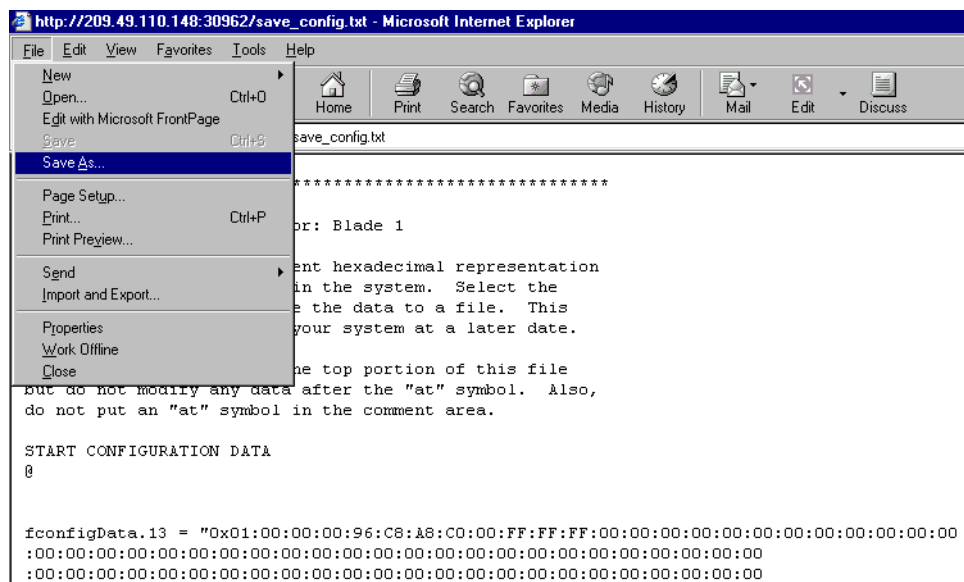 http://209.49.110.148:30962/save_config.txt - Microsoft Internet Explorer
File Edit View Favorites Tools Help
New
Open... Ctrl+O
Edit with Microsoft FrontPage
Save Ctrl+S
Save As...
Page Setup...
Print... Ctrl+P
Print Preview...
Send
Import and Export...
Properties
Work Offline
Close
Home Print Search Favorites Media History Mail Edit Discuss
save_config.txt
*******************************
or: Blade 1
ent hexadecimal representation
in the system. Select the
e the data to a file. This
your system at a later date.
he top portion of this file
but do not modify any data after the "at" symbol. Also,
do not put an "at" symbol in the comment area.
START CONFIGURATION DATA
@
fconfigData.13 = "0x01:00:00:00:96:C8:A8:C0:00:FF:FF:FF:00:00:00:00:00:00:00:00:00:00:00:00
:00:00:00:00:00:00:00:00:00:00:00:00:00:00:00:00:00:00:00:00:00:00:00:00
:00:00:00:00:00:00:00:00:00:00:00:00:00:00:00:00:00:00:00:00:00:00:00:00